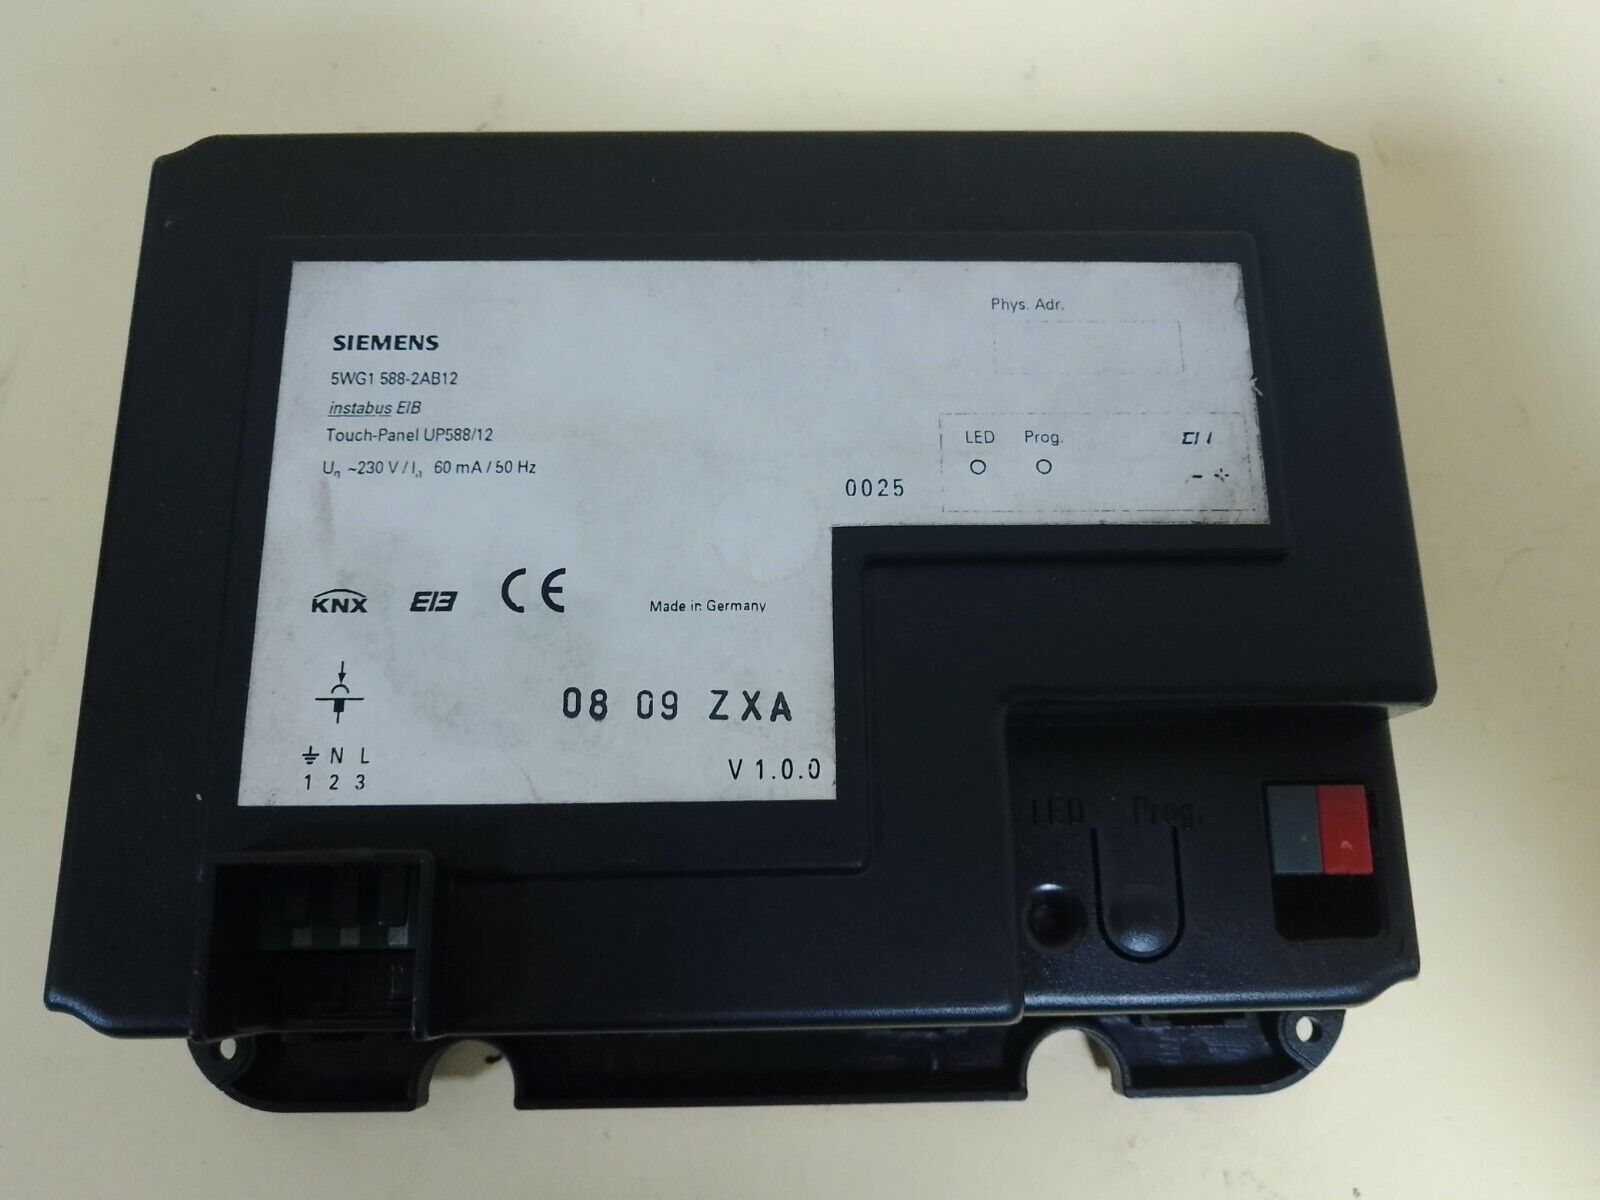 SIEMENS
5WG1 588-2AB12
instabus EIB
Touch-Panel UP588/12
Un ~230 V / In 60 mA / 50 Hz
Phys. Adr.
LED Prog.
- +
0025
KNX EIB CE Made in Germany
08 09 ZXA
N L
1 2 3
V 1.0.0
LED Prog.